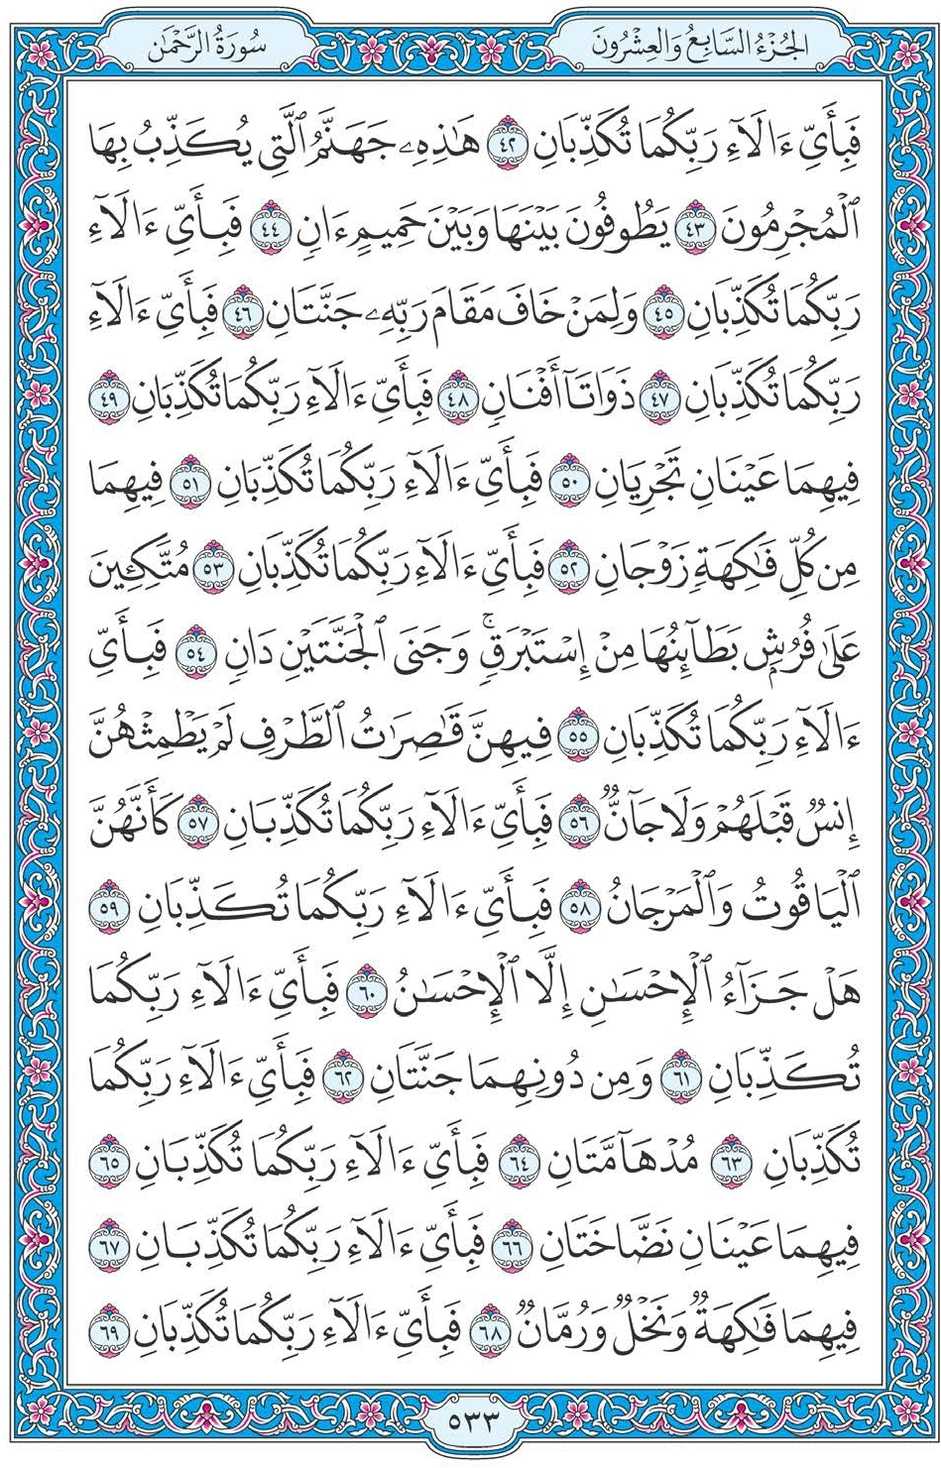 الجُزْءُ السَّابِعُ وَالعِشْرُونَ
سُورَةُ الرَّحْمَٰن
فَبِأَيِّ ءَالَآءِ رَبِّكُمَا تُكَذِّبَانِ ٤٢ هَٰذِهِۦ جَهَنَّمُ ٱلَّتِي يُكَذِّبُ بِهَا
ٱلْمُجْرِمُونَ ٤٣ يَطُوفُونَ بَيْنَهَا وَبَيْنَ حَمِيمٍ ءَانٍ ٤٤ فَبِأَيِّ ءَالَآءِ
رَبِّكُمَا تُكَذِّبَانِ ٤٥ وَلِمَنْ خَافَ مَقَامَ رَبِّهِۦ جَنَّتَانِ ٤٦ فَبِأَيِّ ءَالَآءِ
رَبِّكُمَا تُكَذِّبَانِ ٤٧ ذَوَاتَآ أَفْنَانٍ ٤٨ فَبِأَيِّ ءَالَآءِ رَبِّكُمَا تُكَذِّبَانِ ٤٩
فِيهِمَا عَيْنَانِ تَجْرِيَانِ ٥٠ فَبِأَيِّ ءَالَآءِ رَبِّكُمَا تُكَذِّبَانِ ٥١ فِيهِمَا
مِن كُلِّ فَٰكِهَةٍ زَوْجَانِ ٥٢ فَبِأَيِّ ءَالَآءِ رَبِّكُمَا تُكَذِّبَانِ ٥٣ مُتَّكِـِٔينَ
عَلَىٰ فُرُشٍۭ بَطَآئِنُهَا مِنْ إِسْتَبْرَقٍۚ وَجَنَى ٱلْجَنَّتَيْنِ دَانٍ ٥٤ فَبِأَيِّ
ءَالَآءِ رَبِّكُمَا تُكَذِّبَانِ ٥٥ فِيهِنَّ قَٰصِرَٰتُ ٱلطَّرْفِ لَمْ يَطْمِثْهُنَّ
إِنسٌ قَبْلَهُمْ وَلَا جَآنٌّ ٥٦ فَبِأَيِّ ءَالَآءِ رَبِّكُمَا تُكَذِّبَانِ ٥٧ كَأَنَّهُنَّ
ٱلْيَاقُوتُ وَٱلْمَرْجَانُ ٥٨ فَبِأَيِّ ءَالَآءِ رَبِّكُمَا تُكَذِّبَانِ ٥٩
هَلْ جَزَآءُ ٱلْإِحْسَٰنِ إِلَّا ٱلْإِحْسَٰنُ ٦٠ فَبِأَيِّ ءَالَآءِ رَبِّكُمَا
تُكَذِّبَانِ ٦١ وَمِن دُونِهِمَا جَنَّتَانِ ٦٢ فَبِأَيِّ ءَالَآءِ رَبِّكُمَا
تُكَذِّبَانِ ٦٣ مُدْهَآمَّتَانِ ٦٤ فَبِأَيِّ ءَالَآءِ رَبِّكُمَا تُكَذِّبَانِ ٦٥
فِيهِمَا عَيْنَانِ نَضَّاخَتَانِ ٦٦ فَبِأَيِّ ءَالَآءِ رَبِّكُمَا تُكَذِّبَانِ ٦٧
فِيهِمَا فَٰكِهَةٌ وَنَخْلٌ وَرُمَّانٌ ٦٨ فَبِأَيِّ ءَالَآءِ رَبِّكُمَا تُكَذِّبَانِ ٦٩
٥٣٣